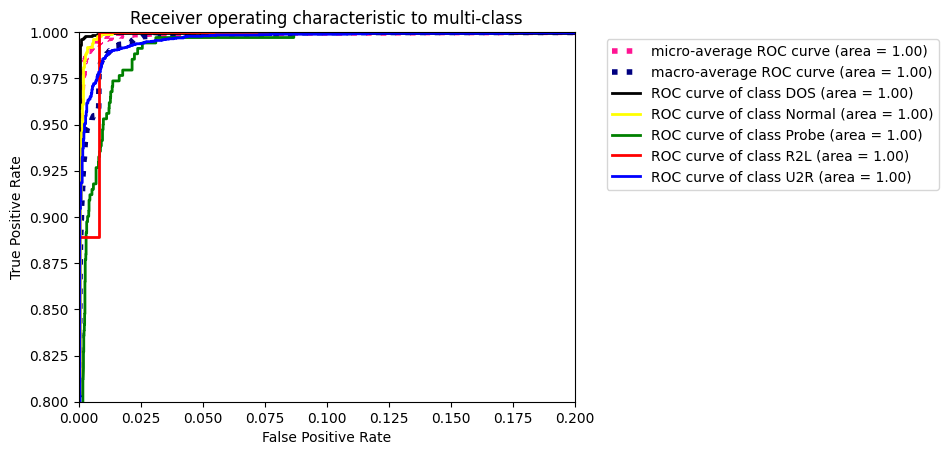 Receiver operating characteristic to multi-class
1.000
0.975
0.950
0.925
0.900
0.875
0.850
0.825
0.800
True Positive Rate
0.000 0.025 0.050 0.075 0.100 0.125 0.150 0.175 0.200
False Positive Rate
micro-average ROC curve (area = 1.00)
macro-average ROC curve (area = 1.00)
ROC curve of class DOS (area = 1.00)
ROC curve of class Normal (area = 1.00)
ROC curve of class Probe (area = 1.00)
ROC curve of class R2L (area = 1.00)
ROC curve of class U2R (area = 1.00)